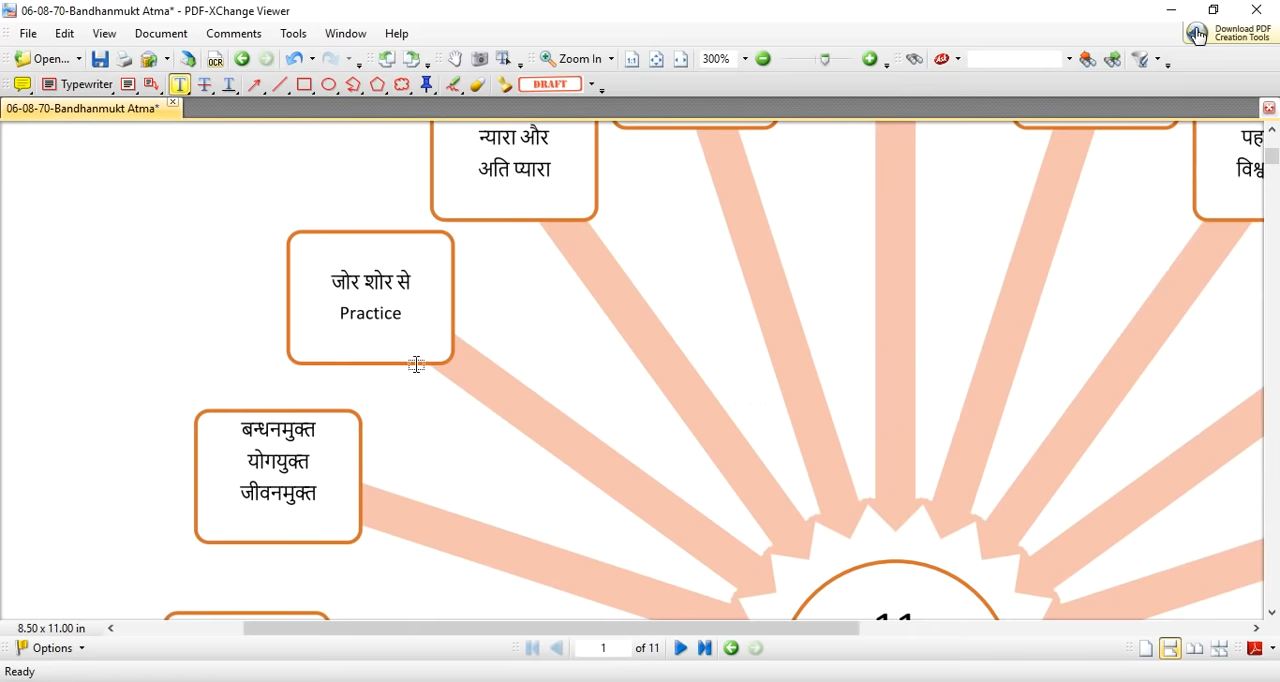 06-08-70-Bandhanmukt Atma* - PDF-XChange Viewer
File Edit View Document Comments Tools Window Help
Download PDF
Creation Tools
Open... OCR Zoom In 300%
Typewriter DRAFT
06-08-70-Bandhanmukt Atma*
न्यारा और
अति प्यारा
जोर शोर से
Practice
बन्धनमुक्त
योगयुक्त
जीवनमुक्त
8.50 x 11.00 in
Options 1 of 11
Ready